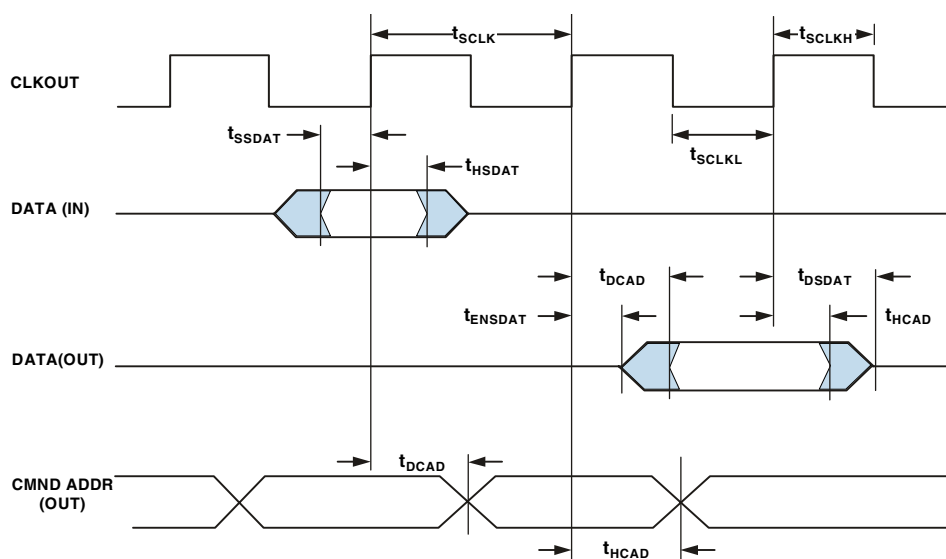 tSCLK
tSCLKH
CLKOUT
tSSDAT
tSCLKL
tHSDAT
DATA (IN)
tDCAD
tDSDAT
tENSDAT
tHCAD
DATA(OUT)
tDCAD
CMND ADDR
(OUT)
tHCAD